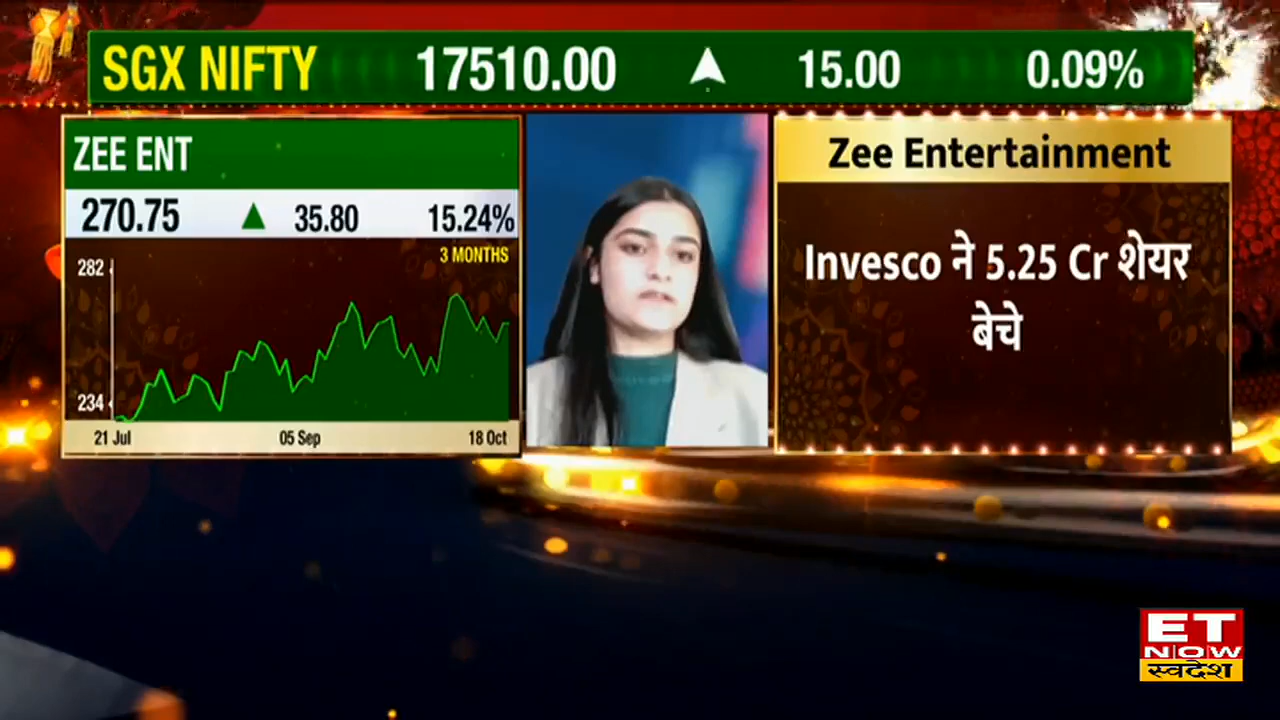 SGX NIFTY 17510.00 15.00 0.09%
ZEE ENT
270.75 35.80 15.24%
3 MONTHS
282
234
21 Jul 05 Sep 18 Oct
Zee Entertainment
Invesco ने 5.25 Cr शेयर
बेचे
ET
NOW
स्वदेश